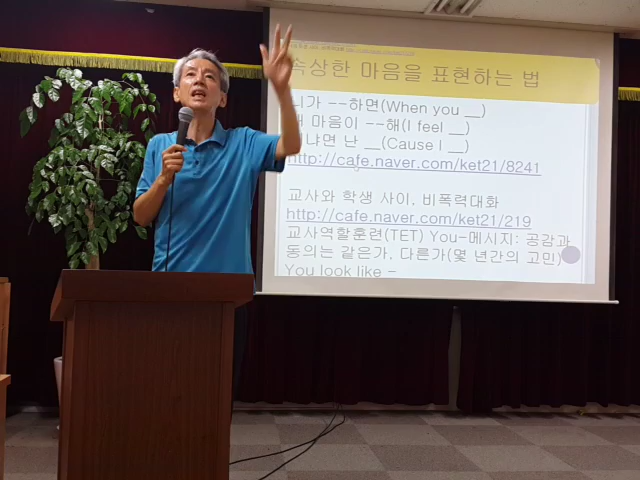 속상한 마음을 표현하는 법
니가 --하면(When you __)
마음이 --해(I feel __)
난 __(Cause I __)
http://cafe.naver.com/ket21/8241
교사와 학생 사이. 비폭력대화
http://cafe.naver.com/ket21/219
교사역할훈련(TET) You-메시지: 공감과
동의는 같은가. 다른가(몇 년간의 고민)
You look like -